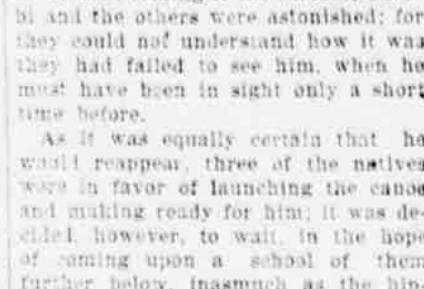 bi and the others were astonished; for
they could not understand how it was
they had failed to see him, when he
must have been in sight only a short
time before.
As it was equally certain that he
would reappear, three of the natives
were in favor of launching the canoe
and making ready for him; it was de-
cided, however, to wait, in the hope
of coming upon a school of them
further below, inasmuch as the hip-